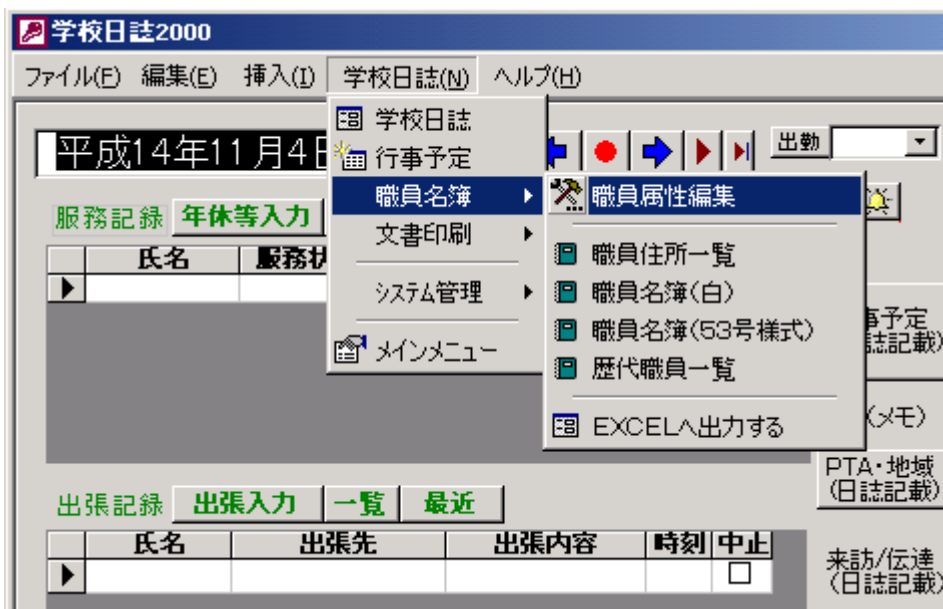 学校日誌2000
ファイル(F) 編集(E) 挿入(I) 学校日誌(N) ヘルプ(H)
学校日誌
行事予定
職員名簿
文書印刷
システム管理
メインメニュー
職員属性編集
職員住所一覧
職員名簿(白)
職員名簿(53号様式)
歴代職員一覧
EXCELへ出力する
平成14年11月4日
出勤
服務記録 年休等入力
氏名 服務状
事予定
誌記載)
(メモ)
PTA・地域
(日誌記載)
出張記録 出張入力 一覧 最近
氏名 出張先 出張内容 時刻 中止
来訪/伝達
(日誌記載)